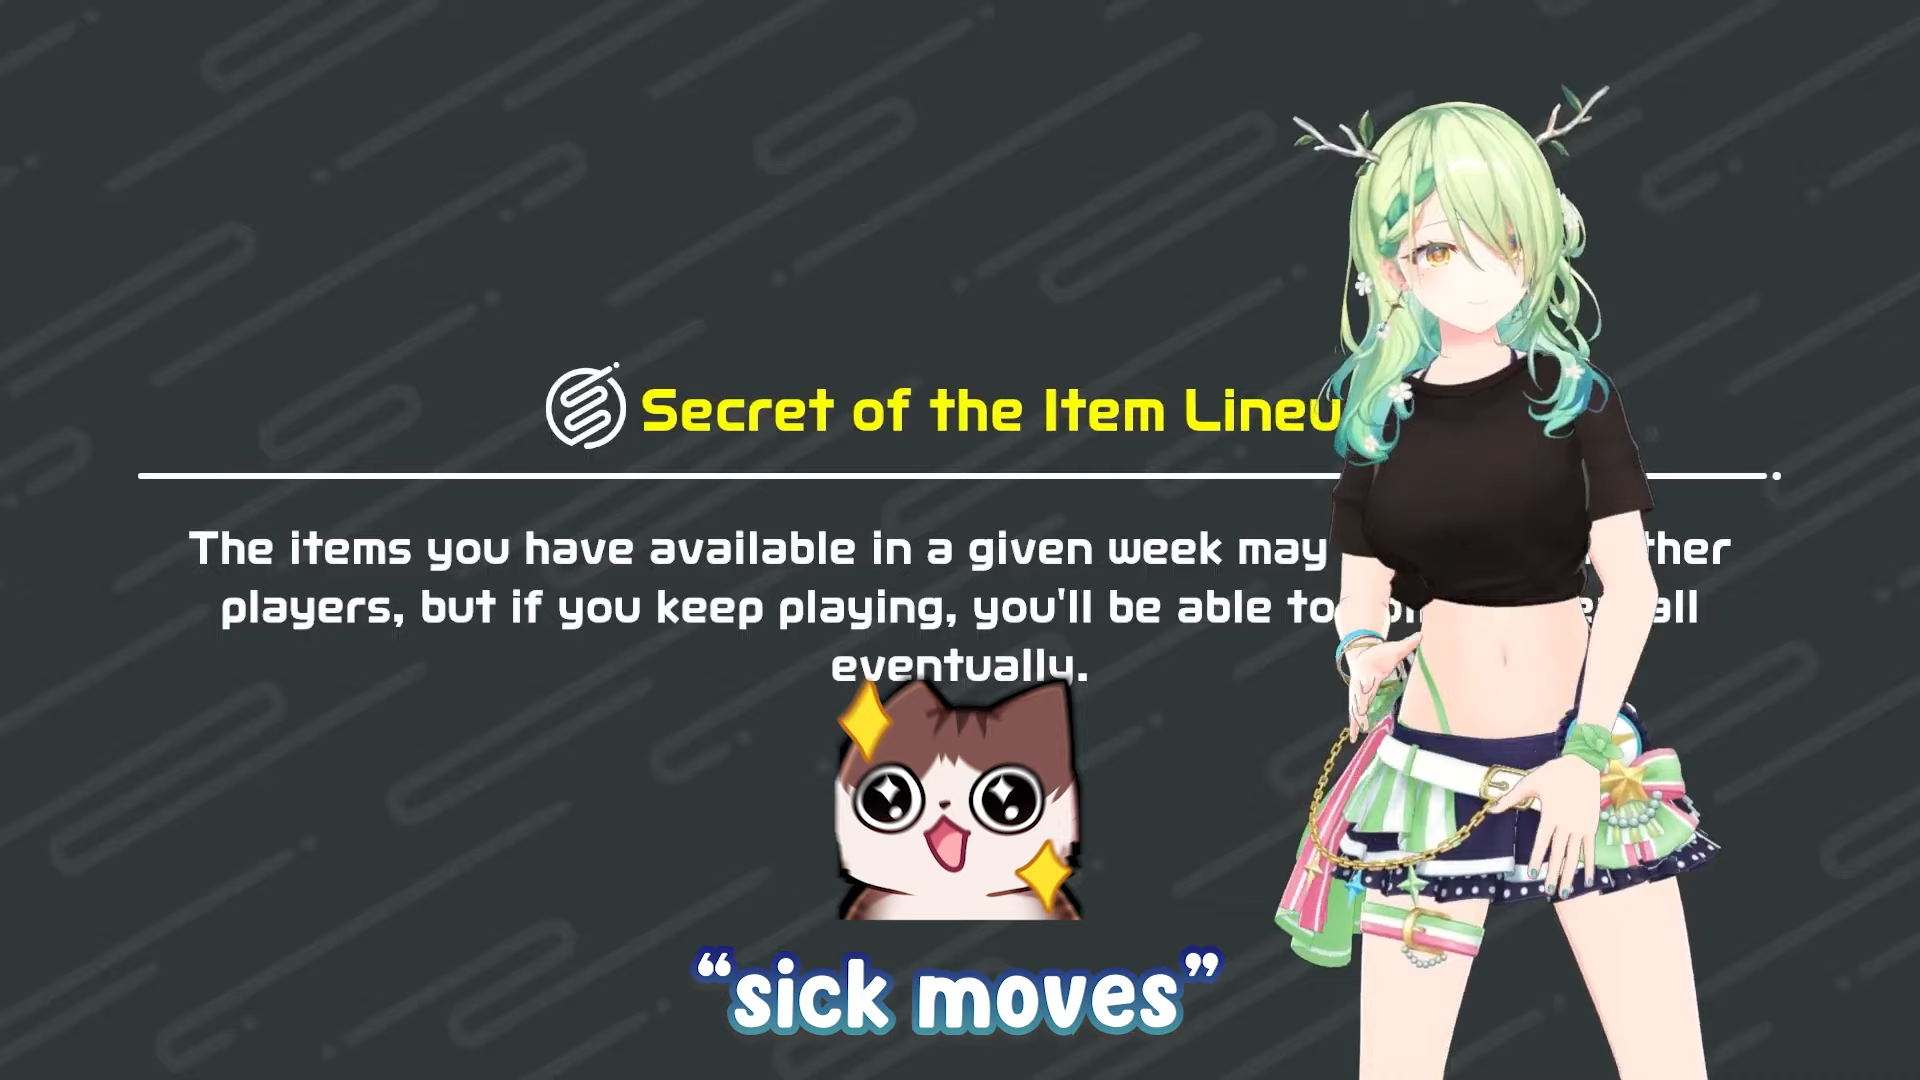 Secret of the Item Lineu
The items you have available in a given week may ther
players, but if you keep playing, you'll be able to all
eventually.
“sick moves”